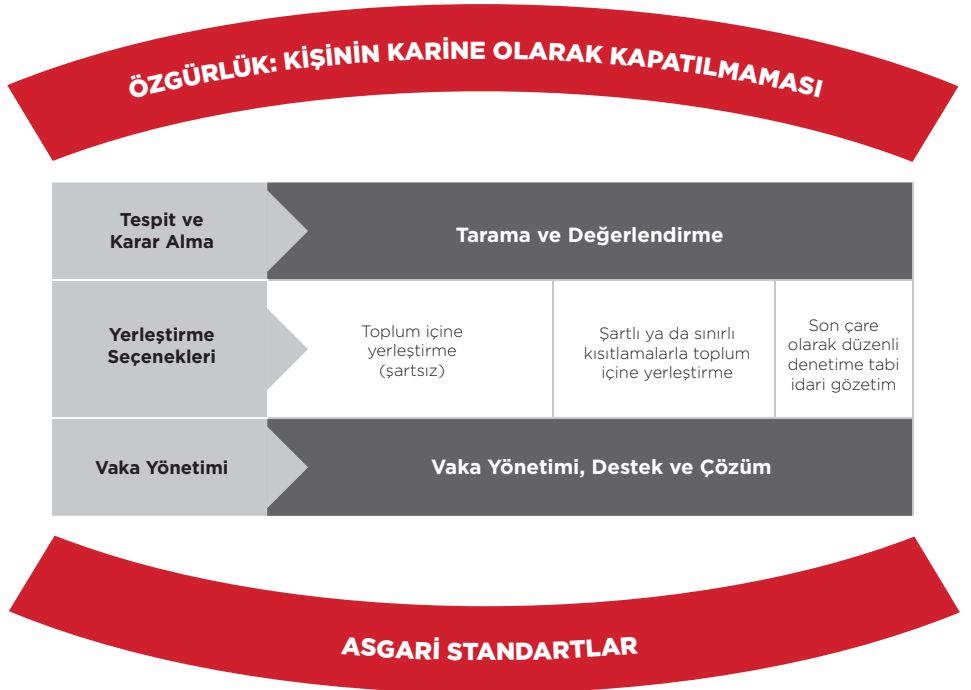 ÖZGÜRLÜK: KİŞİNİN KARİNE OLARAK KAPATILMAMASI
Tespit ve
Karar Alma
Tarama ve Değerlendirme
Yerleştirme
Seçenekleri
Toplum içine
yerleştirme
(şartsız)
Şartlı ya da sınırlı
kısıtlamalarla toplum
içine yerleştirme
Son çare
olarak düzenli
denetime tabi
idari gözetim
Vaka Yönetimi
Vaka Yönetimi, Destek ve Çözüm
ASGARİ STANDARTLAR